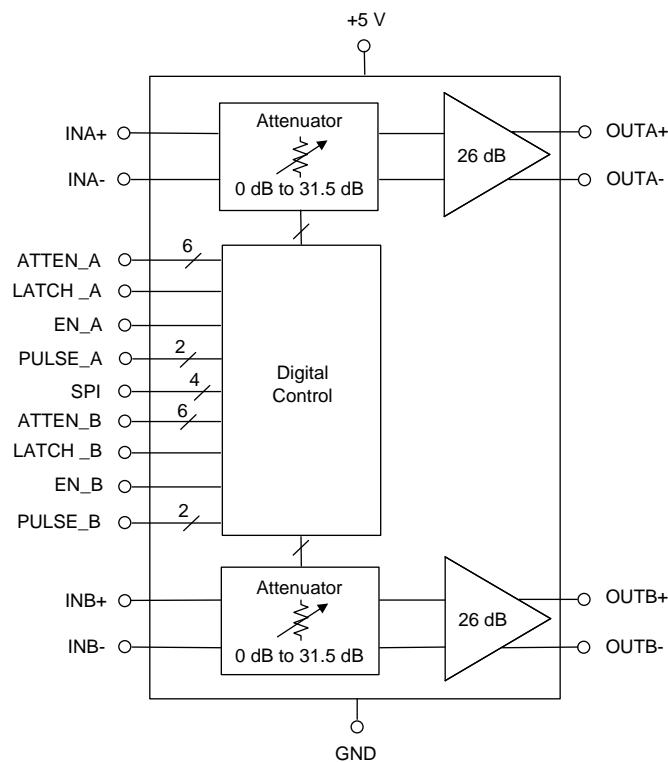 +5 V
INA+
INA-
Attenuator
0 dB to 31.5 dB
26 dB
OUTA+
OUTA-
ATTEN_A
6
LATCH _A
EN_A
PULSE_A
2
SPI
4
ATTEN_B
6
LATCH _B
EN_B
PULSE_B
2
Digital
Control
INB+
INB-
Attenuator
0 dB to 31.5 dB
26 dB
OUTB+
OUTB-
GND